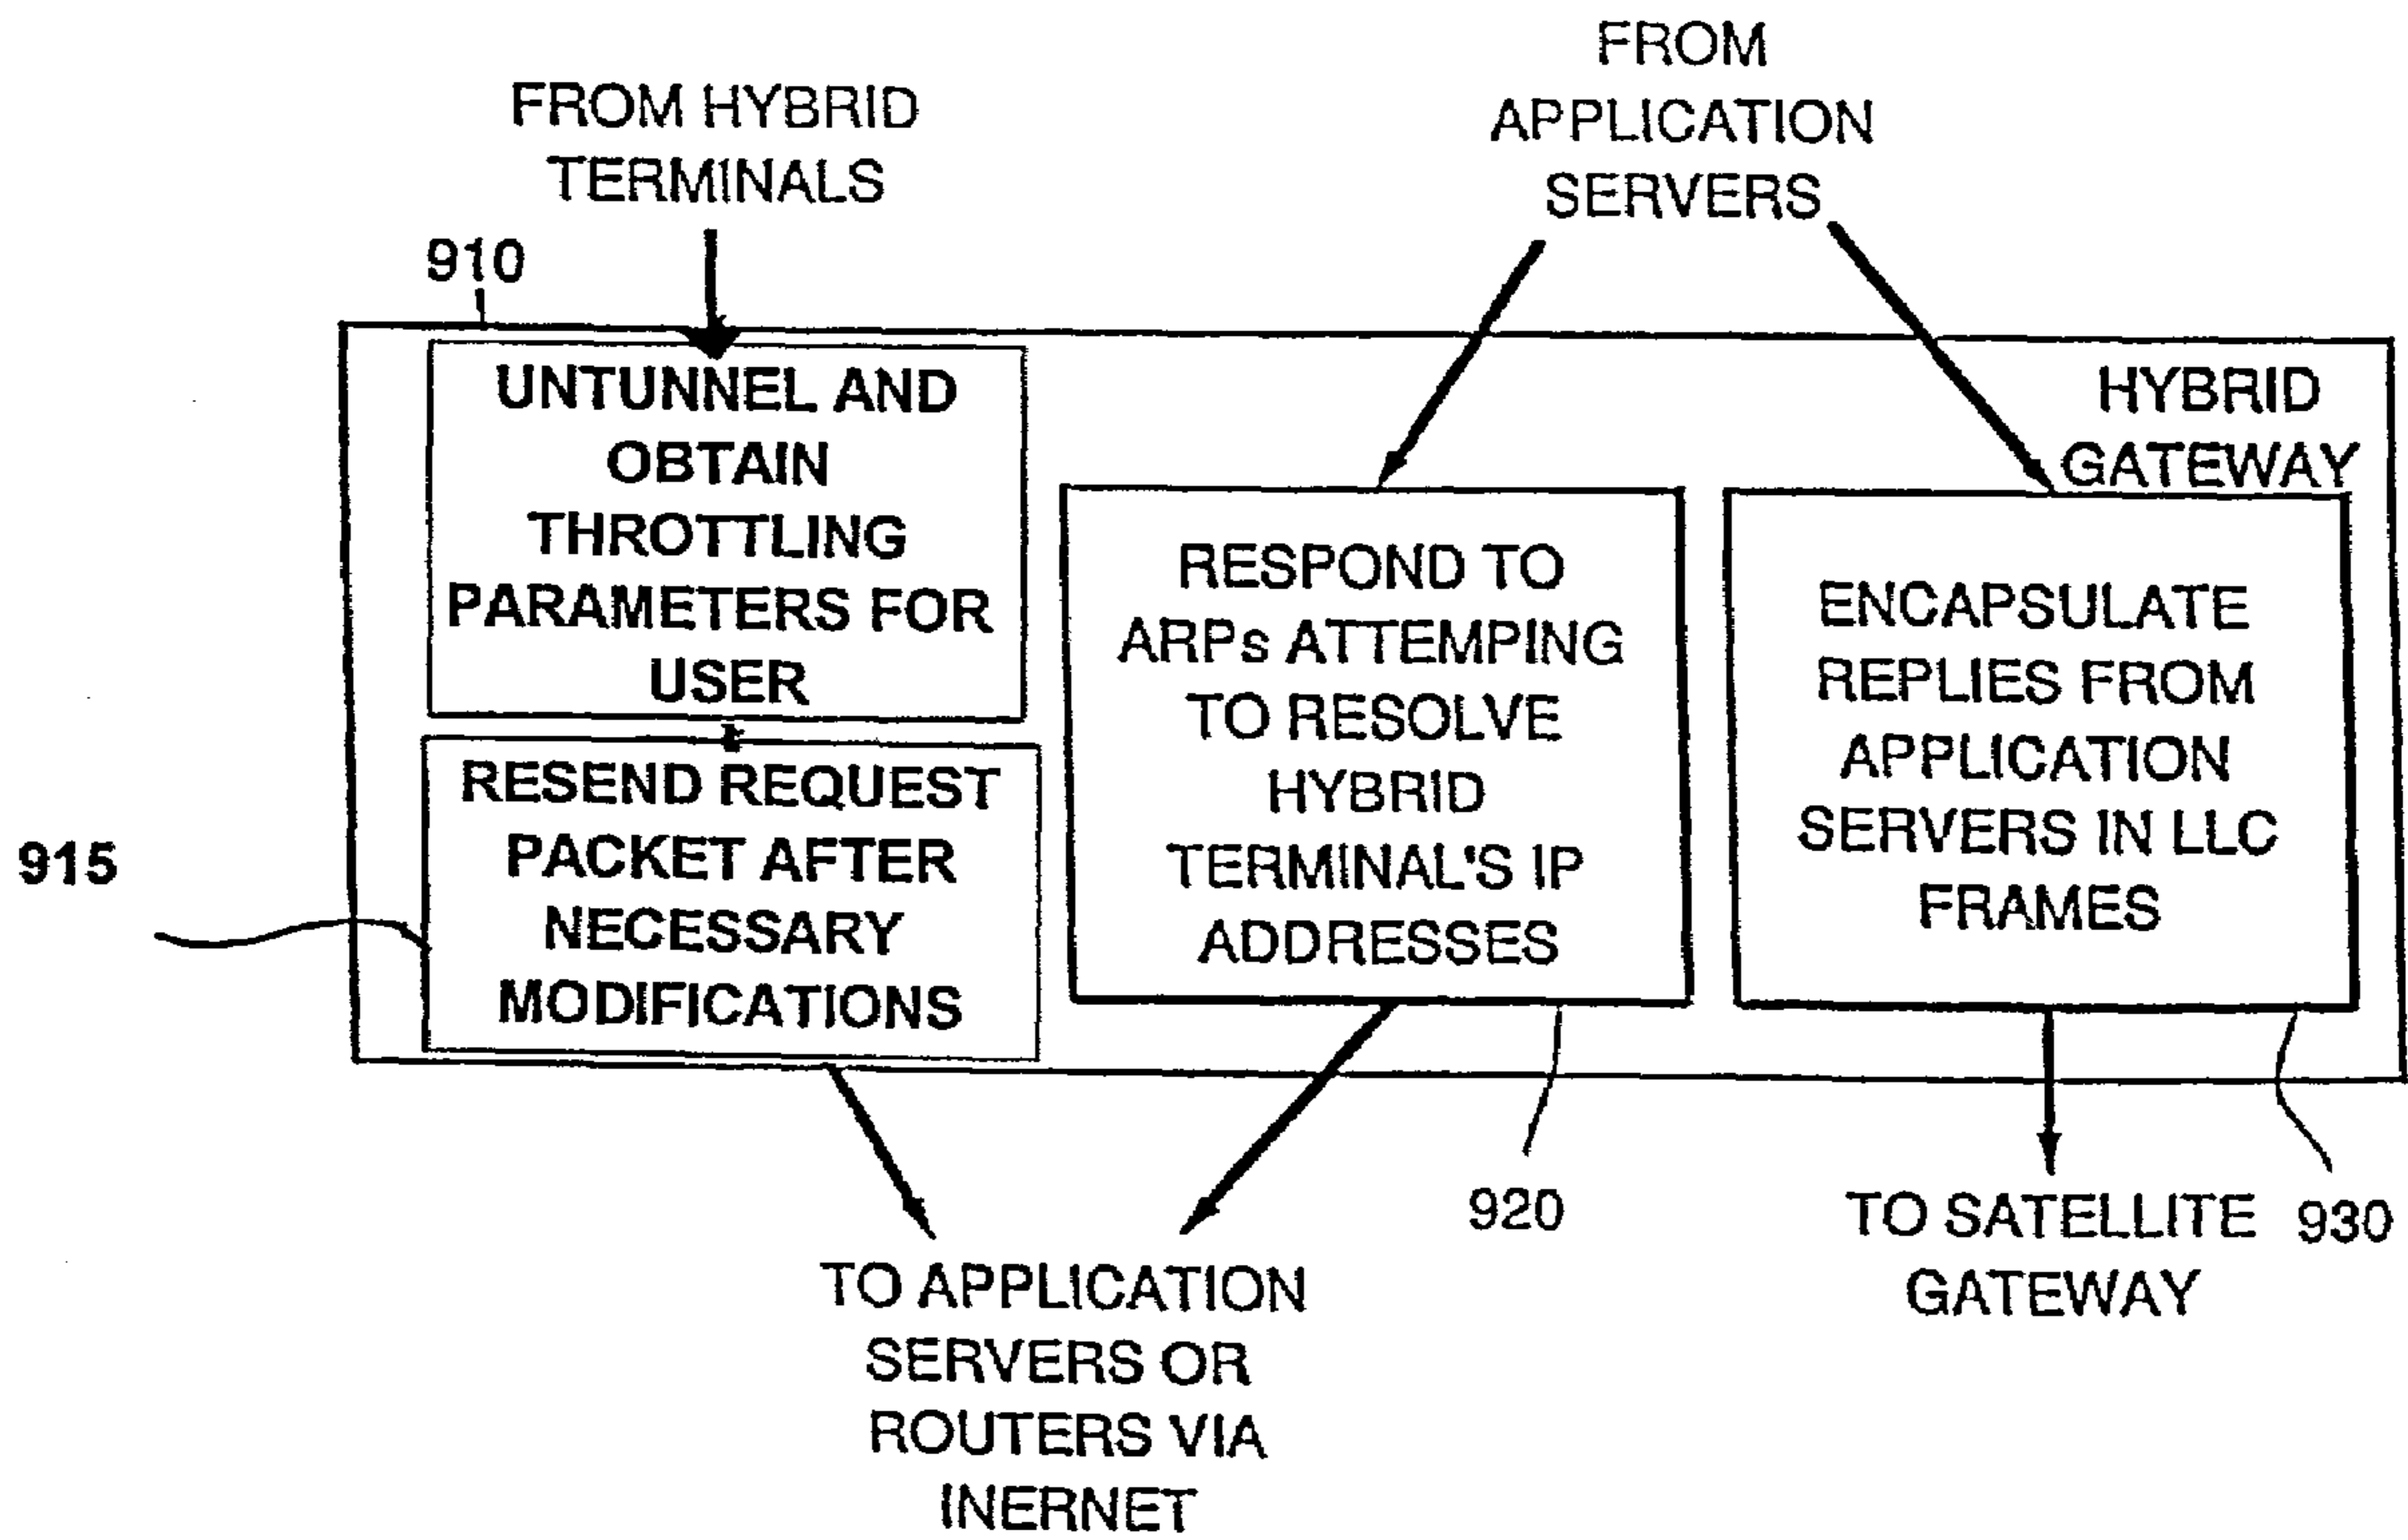 FROM HYBRID
TERMINALS
FROM
APPLICATION
SERVERS
910
HYBRID
GATEWAY
UNTUNNEL AND
OBTAIN
THROTTLING
PARAMETERS FOR
USER
RESEND REQUEST
PACKET AFTER
NECESSARY
MODIFICATIONS
915
RESPOND TO
ARPs ATTEMPING
TO RESOLVE
HYBRID
TERMINAL'S IP
ADDRESSES
ENCAPSULATE
REPLIES FROM
APPLICATION
SERVERS IN LLC
FRAMES
920
930
TO APPLICATION
SERVERS OR
ROUTERS VIA
INERNET
TO SATELLITE
GATEWAY